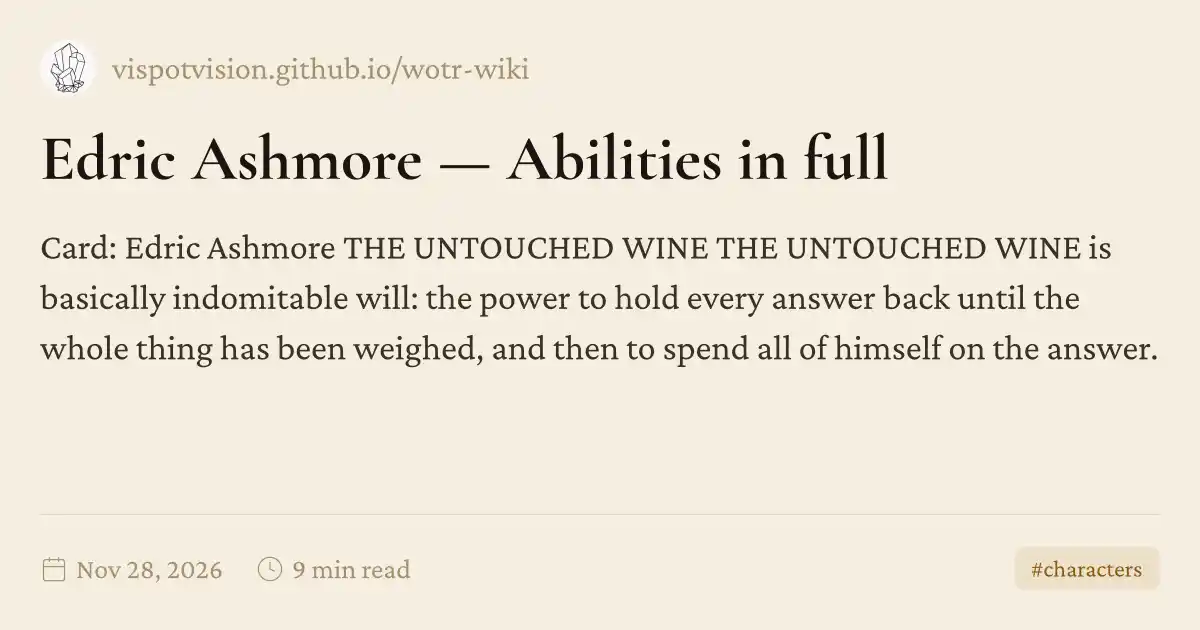 vispotvision.github.io/wotr-wiki
Edric Ashmore — Abilities in full
Card: Edric Ashmore THE UNTOUCHED WINE THE UNTOUCHED WINE is
basically indomitable will: the power to hold every answer back until the
whole thing has been weighed, and then to spend all of himself on the answer.
Nov 28, 2026
9 min read
#characters